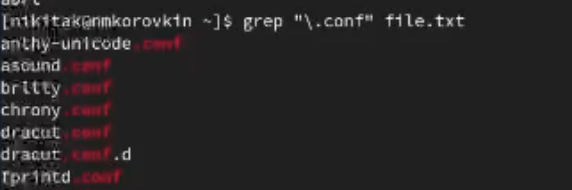 [nikitak@nmkorovkin ~]$ grep "\.conf" file.txt
anthy-unicode.conf
asound.conf
brltty.conf
chrony.conf
dracut.conf
dracut.conf.d
fprintd.conf